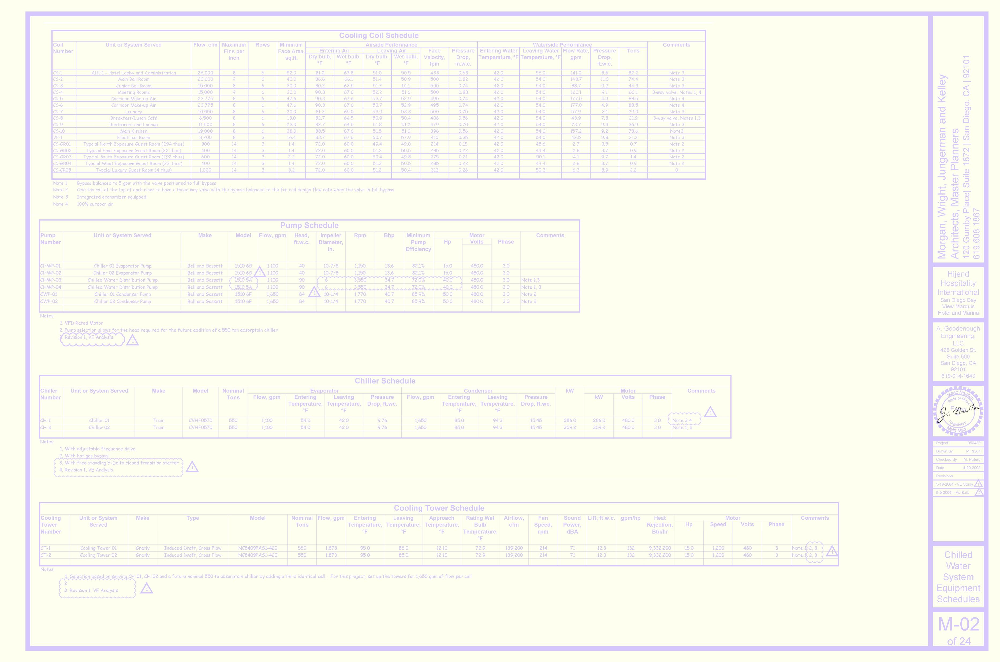 Cooling Coil Schedule
Coil Number | Unit or System Served | Flow, cfm | Maximum Fins per Inch | Rows | Minimum Face Area, sq.ft. | Airside Performance | Waterside Performance | Comments
Entering Air | Leaving Air | Face Velocity, fpm | Pressure Drop, in.w.c. | Entering Water Temperature, °F | Leaving Water Temperature, °F | Flow Rate, gpm | Pressure Drop, ft.w.c. | Tons
Dry bulb, °F | Wet bulb, °F | Dry bulb, °F | Wet bulb, °F
CC-1 AHU1 - Hotel Lobby and Administration 26,000 8 6 52.0 81.0 63.8 51.0 50.5 433 0.63 42.0 56.0 141.0 8.6 82.2 Note 3
CC-2 Main Ball Room 20,000 9 6 40.0 86.6 66.1 51.4 50.9 500 0.82 42.0 54.0 148.7 11.0 74.4 Note 3
CC-3 Junior Ball Room 15,000 8 6 30.0 80.2 63.5 51.7 51.1 500 0.74 42.0 54.0 88.7 9.2 44.3 Note 3
CC-4 Meeting Rooms 15,000 9 6 30.0 90.3 67.6 52.2 51.6 500 0.83 42.0 54.0 120.1 9.1 60.1 3-way valve, Notes 1, 4
CC-5 Corridor Make-up Air 23,775 8 6 47.6 90.3 67.6 53.7 52.9 495 0.74 42.0 54.0 177.0 4.9 88.5 Note 4
CC-6 Corridor Make-up Air 23,775 8 6 47.6 90.3 67.6 53.7 52.9 495 0.74 42.0 54.0 177.0 4.9 88.5 Note 4
CC-7 Laundry 10,000 8 6 20.0 81.3 65.0 53.9 53.3 500 0.75 42.0 54.0 57.9 3.1 29.0 Note 3
CC-8 Breakfast/Lunch Café 6,500 8 6 13.0 82.7 64.5 50.9 50.4 406 0.56 42.0 54.0 43.9 7.8 21.9 3-way valve, Notes 1,3
CC-9 Restaurant and Lounge 11,500 8 6 23.0 82.7 64.5 51.8 51.2 479 0.70 42.0 54.0 73.7 9.3 36.9 Note 3
CC-10 Main Kitchen 19,000 8 6 38.0 88.5 67.6 51.5 51.0 396 0.56 42.0 54.0 157.2 9.2 78.6 Note3
VF-1 Electrical Room 8,200 8 3 16.4 83.7 67.6 60.7 57.9 410 0.35 42.0 54.0 42.5 9.8 21.2 Note 3
CC-GR01 Typcial North Exposure Guest Room (294 thus) 300 14 3 1.4 72.0 60.0 49.4 49.0 214 0.15 42.0 48.6 2.7 3.5 0.7 Note 2
CC-GR02 Typcial East Exposure Guest Room (22 thus) 400 14 3 1.4 72.0 60.0 51.2 50.5 285 0.22 42.0 49.4 2.8 3.7 0.9 Note 2
CC-GR03 Typcial South Exposure Guest Room (292 thus) 600 14 3 2.2 72.0 60.0 50.4 49.8 275 0.21 42.0 50.1 4.1 9.7 1.4 Note 2
CC-GR04 Typcial West Exposure Guest Room (22 thus) 400 14 3 1.4 72.0 60.0 51.2 50.5 285 0.22 42.0 49.4 2.8 3.7 0.9 Note 2
CC-CR05 Typcial Luxury Guest Room (4 thus) 1,000 14 3 3.2 72.0 60.0 51.2 50.4 313 0.26 42.0 50.3 6.3 8.9 2.2 0
Note 1 Bypass balanced to 5 gpm with the valve positioned to full bypass
Note 2 One fan coil at the top of each riser to have a three way valve with the bypass balanced to the fan coil design flow rate when the valve in full bypass
Note 3 Integrated economizer equipped
Note 4 100% outdoor air
Pump Schedule
Pump Number | Unit or System Served | Make | Model | Flow, gpm | Head, ft.w.c. | Impeller Diameter, in. | Rpm | Bhp | Minimum Pump Efficiency | Motor | Comments
Hp | Volts | Phase
CHWP-01 Chiller 01 Evaporator Pump Bell and Gossett 1510 6G 1,100 40 10-7/8 1,150 13.6 82.1% 15.0 480.0 3.0
CHWP-02 Chiller 02 Evaporator Pump Bell and Gossett 1510 6G 1 1,100 40 10-7/8 1,150 13.6 82.1% 15.0 480.0 3.0
CHWP-03 Chilled Water Distribution Pump Bell and Gossett 1510 5A 1,100 90 6 3,550 34.7 72.0% 40.0 480.0 3.0 Note 1,3
CHWP-04 Chilled Water Distribution Pump Bell and Gossett 1510 5A 1,100 90 6 3,550 34.7 72.0% 40.0 480.0 3.0 Note 1, 3
CWP-01 Chiller 01 Condenser Pump Bell and Gossett 1510 6E 1,650 84 1 10-1/4 1,770 40.7 85.9% 50.0 480.0 3.0 Note 2
CWP-02 Chiller 02 Condenser Pump Bell and Gossett 1510 6E 1,650 84 10-1/4 1,770 40.7 85.9% 50.0 480.0 3.0 Note 2
Notes
1. VFD Rated Motor
2. Pump selection allows for the head required for the future addition of a 550 ton absorptoin chiller
3. Revision 1, VE Analysis 1
Chiller Schedule
Chiller Number | Unit or System Served | Make | Model | Nominal Tons | Evaporator | Condenser | kW | Motor | Comments
Flow, gpm | Entering Temperature, °F | Leaving Temperature, °F | Pressure Drop, ft.wc. | Flow, gpm | Entering Temperature, °F | Leaving Temperature, °F | Pressure Drop, ft.wc. | kW | Volts | Phase
1
CH-1 Chiller 01 Train CVHF0570 550 1,100 54.0 42.0 9.76 1,650 85.0 94.3 15.45 286.0 286.0 480.0 3.0 Note 3 4
CH-2 Chiller 02 Train CVHF0570 550 1,100 54.0 42.0 9.76 1,650 85.0 94.3 15.45 309.2 309.2 480.0 3.0 Note 1, 2
Notes
1. With adjustable frequence drive
2. With hot gas bypass
3. With free standing Y-Delta closed transition starter
4. Revision 1, VE Analysis
1
Cooling Tower Schedule
Cooling Tower Number | Unit or System Served | Make | Type | Model | Nominal Tons | Flow, gpm | Entering Temperature, °F | Leaving Temperature, °F | Approach Temperature, °F | Rating Wet Bulb Temperature, °F | Airflow, cfm | Fan Speed, rpm | Sound Power, dBA | Lift, ft.w.c. | gpm/hp | Heat Rejection, Btu/hr | Motor | Comments
Hp | Speed | Volts | Phase
CT-1 Cooling Tower 01 Gnarly Induced Draft, Cross Flow NC8409PAS1-420 550 1,873 95.0 85.0 12.10 72.9 139,200 214 71 12.3 132 9,332,200 15.0 1,200 480 3 Note 1, 2, 3 1
CT-2 Cooling Tower 02 Gnarly Induced Draft, Cross Flow NC8409PAS1-420 550 1,873 95.0 85.0 12.10 72.9 139,200 214 71 12.3 132 9,332,200 15.0 1,200 480 3 Note 1, 2, 3
Notes
1. Selection based on serving CH-01, CH-02 and a future nominal 550 to absorptoin chiller by adding a third identical cell. For this project, set up the towers for 1,650 gpm of flow per cell
2.
3. Revision 1, VE Analysis 1
Morgan, Wright, Jungerman and Kelley
Architects, Master Planners
120 Gumby Place| Suite 1872 | San Diego, CA | 92101
619.608.1867
Hijend
Hospitality
International
San Diego Bay
View Marquis
Hotel and Marina
A. Goodenough
Engineering,
LLC
425 Golden St.
Suite 500
San Diego, CA
92101
619-014-1643
Isaac Newton
State of Mass
Is. Newton
Registered
Main Man
Project 050420
Drawn By M. Nyun
Checked By M. Nature
Date 4-20-2005
Revisions
5-19-2004 - VE Study 1
8-9-2006 – As Built 2
Chilled
Water
System
Equipment
Schedules
M-02
of 24